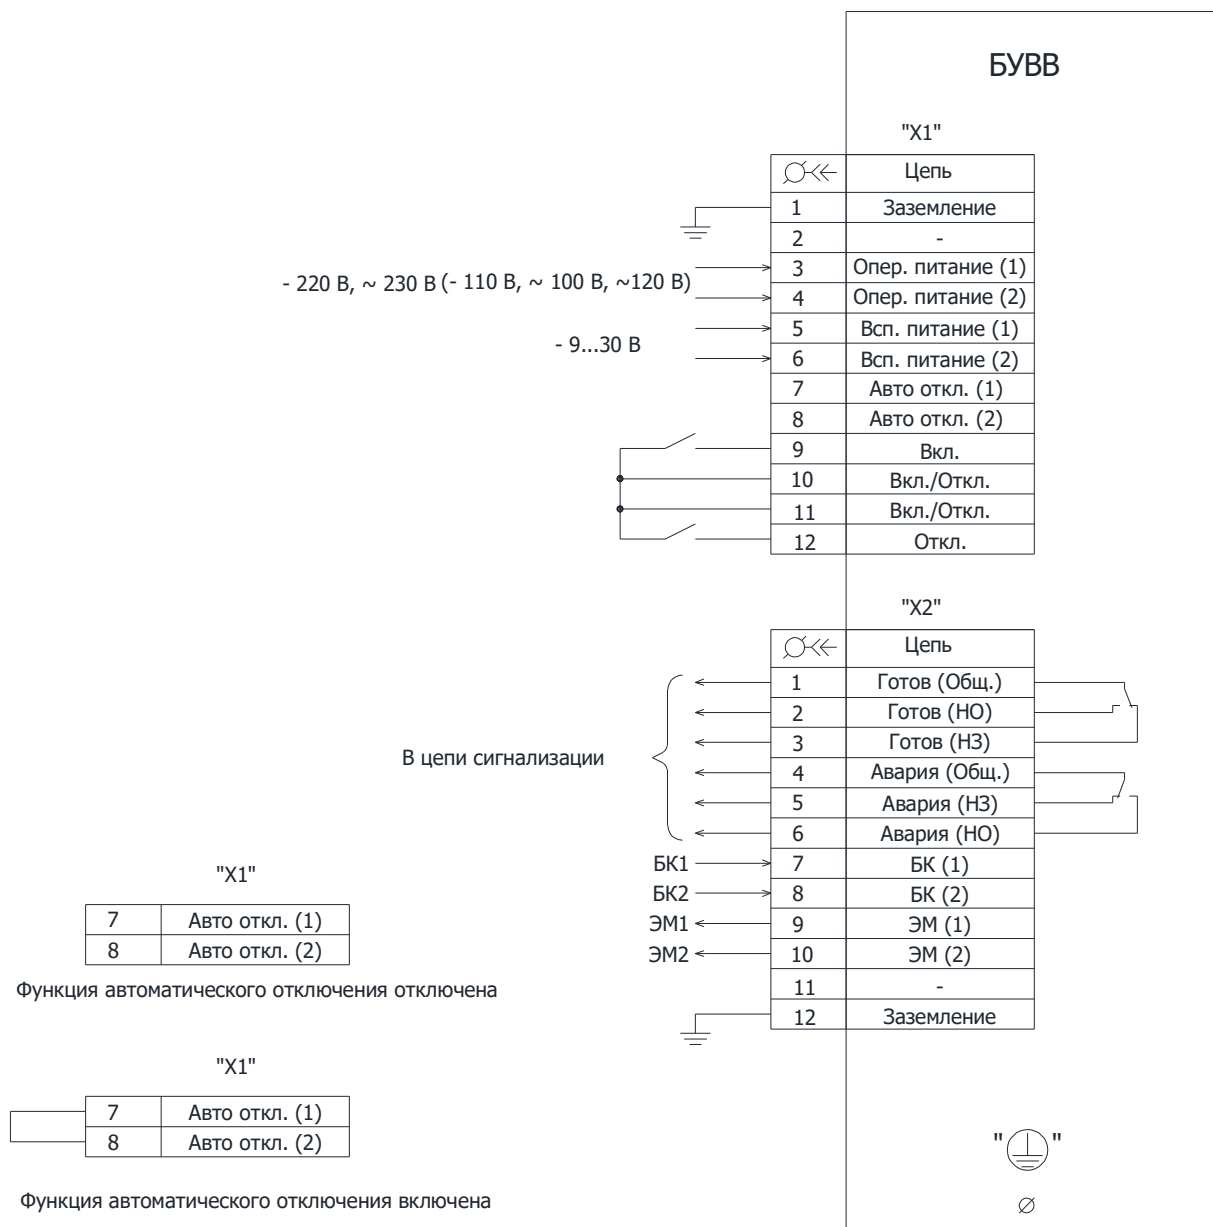 БУВВ
"X1"
Цепь
1 Заземление
2 -
- 220 В, ~ 230 В (- 110 В, ~ 100 В, ~120 В)
3 Опер. питание (1)
4 Опер. питание (2)
- 9...30 В
5 Всп. питание (1)
6 Всп. питание (2)
7 Авто откл. (1)
8 Авто откл. (2)
9 Вкл.
10 Вкл./Откл.
11 Вкл./Откл.
12 Откл.
"X2"
Цепь
В цепи сигнализации
1 Готов (Общ.)
2 Готов (НО)
3 Готов (НЗ)
4 Авария (Общ.)
5 Авария (НЗ)
6 Авария (НО)
БК1 7 БК (1)
БК2 8 БК (2)
ЭМ1 9 ЭМ (1)
ЭМ2 10 ЭМ (2)
11 -
12 Заземление
"X1"
7 Авто откл. (1)
8 Авто откл. (2)
Функция автоматического отключения отключена
"X1"
7 Авто откл. (1)
8 Авто откл. (2)
Функция автоматического отключения включена
" "